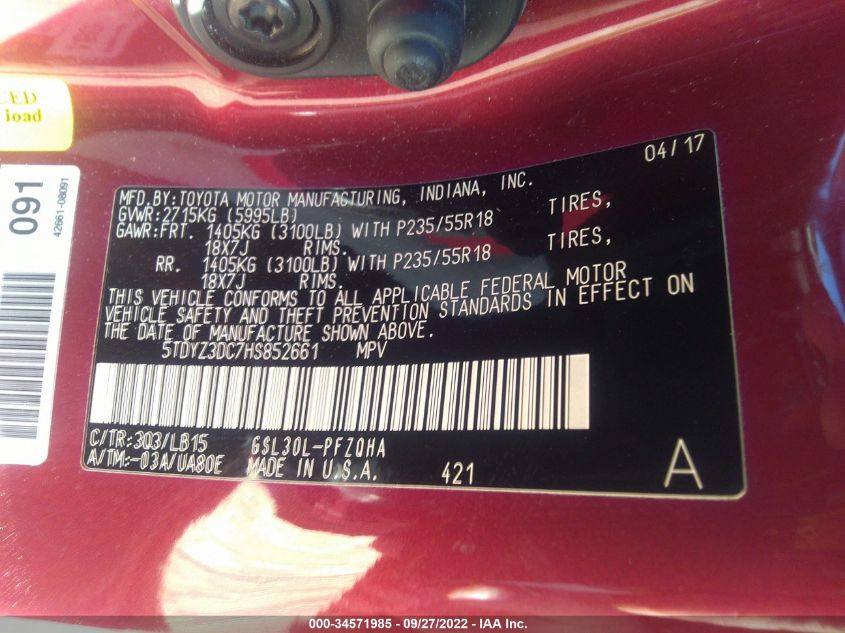 ED
load
091
42661-08091
04/17
MFD.BY:TOYOTA MOTOR MANUFACTURING, INDIANA, INC.
GVWR:2715KG (5995LB)
GAWR:FRT. 1405KG (3100LB) WITH P235/55R18 TIRES,
18X7J RIMS.
RR. 1405KG (3100LB) WITH P235/55R18 TIRES,
18X7J RIMS.
THIS VEHICLE CONFORMS TO ALL APPLICABLE FEDERAL MOTOR
VEHICLE SAFETY AND THEFT PREVENTION STANDARDS IN EFFECT ON
THE DATE OF MANUFACTURE SHOWN ABOVE.
5TDYZ3DC7HS852661 MPV
C/TR:3Q3/LB15 GSL30L-PFZQHA
A/TM:-03A/UA80E MADE IN U.S.A. 421 A
000-34571985 - 09/27/2022 - IAA Inc.